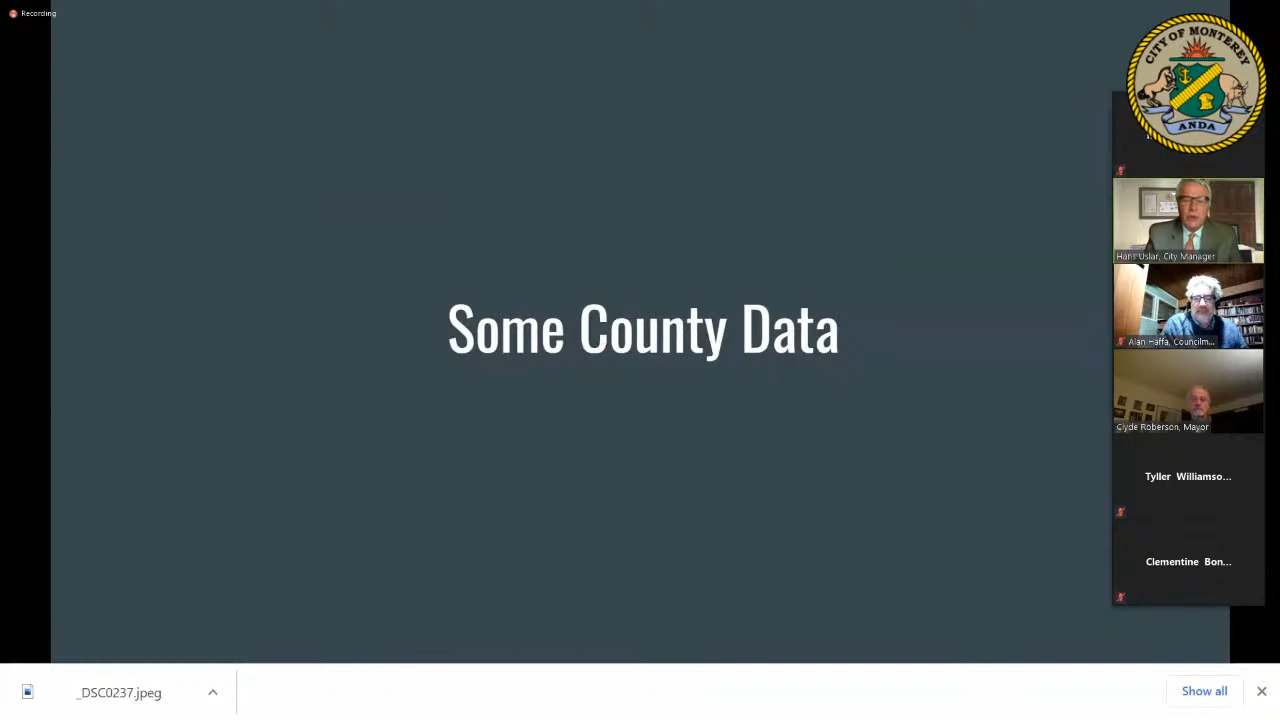 Recording
CITY OF MONTEREY
ANDA
Some County Data
Hans Uslar, City Manager
Alan Haffa, Councilm...
Clyde Roberson, Mayor
Tyller Williamso...
Clementine Bon...
_DSC0237.jpeg
Show all